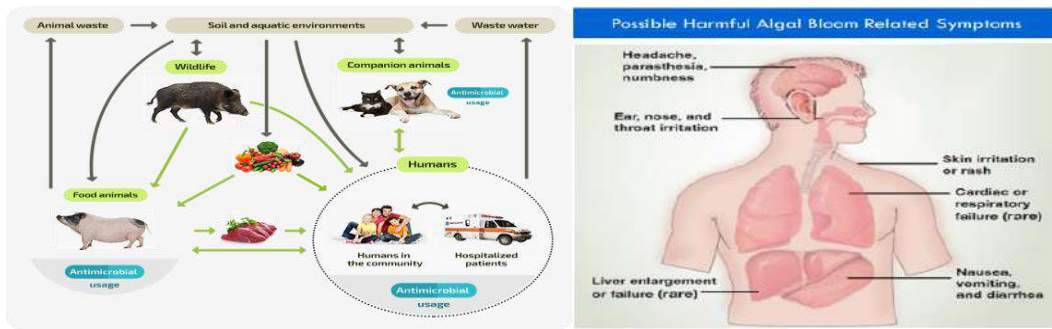 Animal waste
Soil and aquatic environments
Waste water
Wildlife
Companion animals
Antimicrobial
usage
Humans
Food animals
Humans in
the community
Hospitalized
patients
Antimicrobial
usage
Antimicrobial
usage
Possible Harmful Algal Bloom Related Symptoms
Headache,
parasthesia,
numbness
Ear, nose, and
throat irritation
Skin irritation
or rash
Cardiac or
respiratory
failure (rare)
Liver enlargement
or failure (rare)
Nausea,
vomiting,
and diarrhea